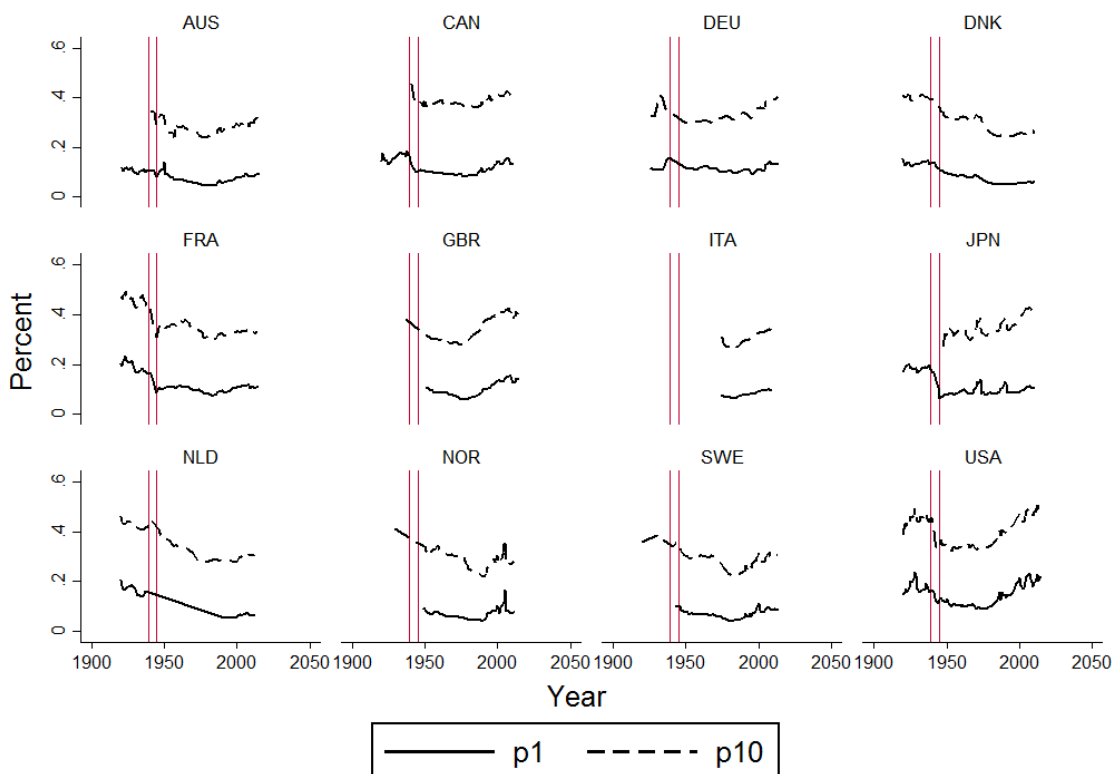 AUS CAN DEU DNK
.6
.4
.2
0
FRA GBR ITA JPN
.6
.4
.2
0
Percent
NLD NOR SWE USA
.6
.4
.2
0
1900 1950 2000 2050 1900 1950 2000 2050 1900 1950 2000 2050 1900 1950 2000 2050
Year
p1 p10